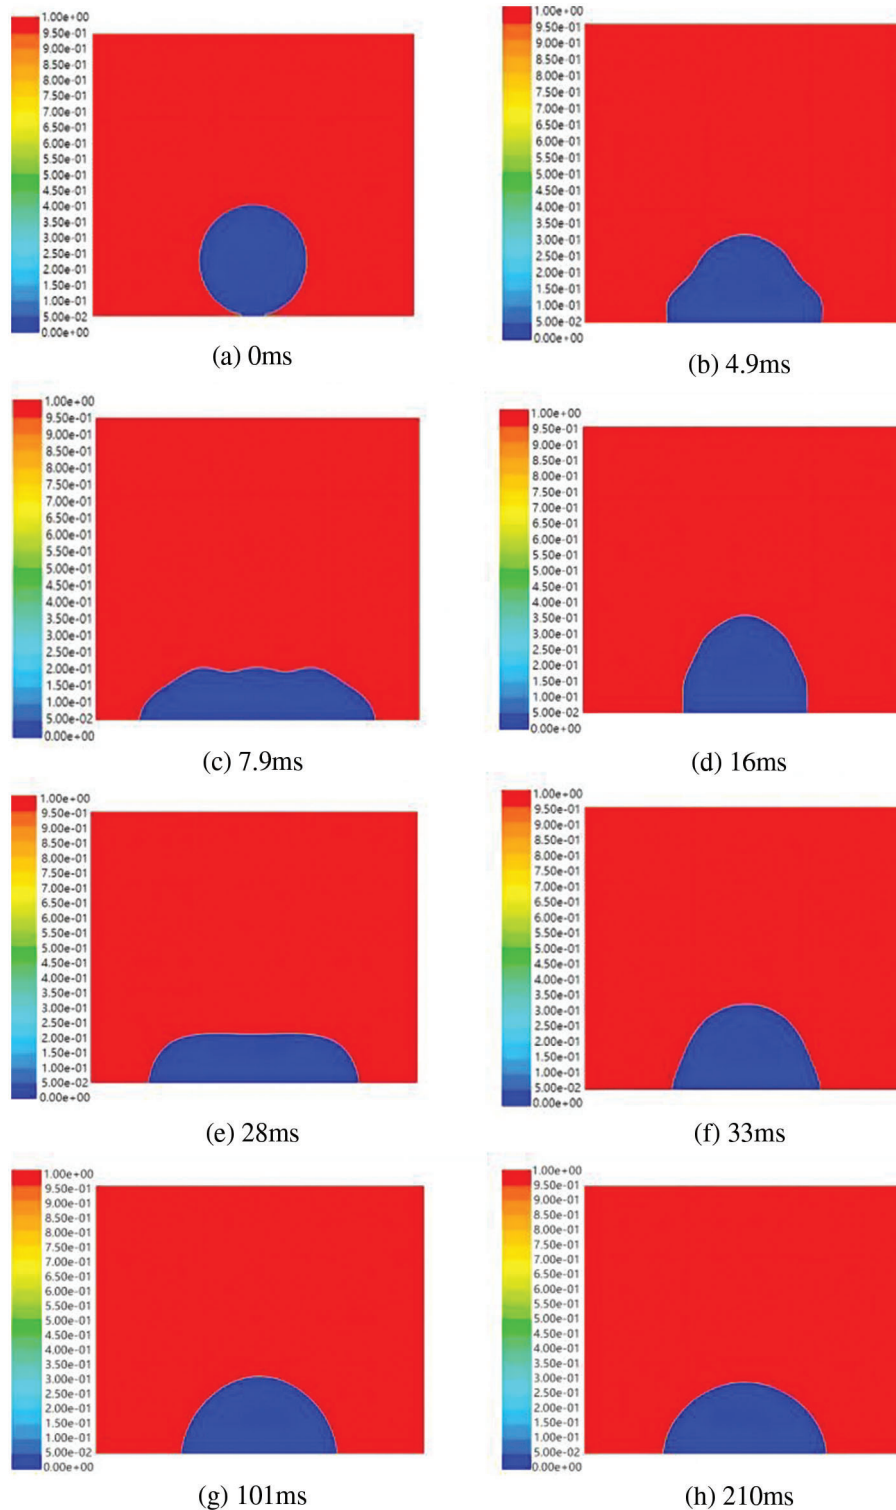 1.00e+00
9.50e-01
9.00e-01
8.50e-01
8.00e-01
7.50e-01
7.00e-01
6.50e-01
6.00e-01
5.50e-01
5.00e-01
4.50e-01
4.00e-01
3.50e-01
3.00e-01
2.50e-01
2.00e-01
1.50e-01
1.00e-01
5.00e-02
0.00e+00
(a) 0ms
1.00e+00
9.50e-01
9.00e-01
8.50e-01
8.00e-01
7.50e-01
7.00e-01
6.50e-01
6.00e-01
5.50e-01
5.00e-01
4.50e-01
4.00e-01
3.50e-01
3.00e-01
2.50e-01
2.00e-01
1.50e-01
1.00e-01
5.00e-02
0.00e+00
(b) 4.9ms
1.00e+00
9.50e-01
9.00e-01
8.50e-01
8.00e-01
7.50e-01
7.00e-01
6.50e-01
6.00e-01
5.50e-01
5.00e-01
4.50e-01
4.00e-01
3.50e-01
3.00e-01
2.50e-01
2.00e-01
1.50e-01
1.00e-01
5.00e-02
0.00e+00
(c) 7.9ms
1.00e+00
9.50e-01
9.00e-01
8.50e-01
8.00e-01
7.50e-01
7.00e-01
6.50e-01
6.00e-01
5.50e-01
5.00e-01
4.50e-01
4.00e-01
3.50e-01
3.00e-01
2.50e-01
2.00e-01
1.50e-01
1.00e-01
5.00e-02
0.00e+00
(d) 16ms
1.00e+00
9.50e-01
9.00e-01
8.50e-01
8.00e-01
7.50e-01
7.00e-01
6.50e-01
6.00e-01
5.50e-01
5.00e-01
4.50e-01
4.00e-01
3.50e-01
3.00e-01
2.50e-01
2.00e-01
1.50e-01
1.00e-01
5.00e-02
0.00e+00
(e) 28ms
1.00e+00
9.50e-01
9.00e-01
8.50e-01
8.00e-01
7.50e-01
7.00e-01
6.50e-01
6.00e-01
5.50e-01
5.00e-01
4.50e-01
4.00e-01
3.50e-01
3.00e-01
2.50e-01
2.00e-01
1.50e-01
1.00e-01
5.00e-02
0.00e+00
(f) 33ms
1.00e+00
9.50e-01
9.00e-01
8.50e-01
8.00e-01
7.50e-01
7.00e-01
6.50e-01
6.00e-01
5.50e-01
5.00e-01
4.50e-01
4.00e-01
3.50e-01
3.00e-01
2.50e-01
2.00e-01
1.50e-01
1.00e-01
5.00e-02
0.00e+00
(g) 101ms
1.00e+00
9.50e-01
9.00e-01
8.50e-01
8.00e-01
7.50e-01
7.00e-01
6.50e-01
6.00e-01
5.50e-01
5.00e-01
4.50e-01
4.00e-01
3.50e-01
3.00e-01
2.50e-01
2.00e-01
1.50e-01
1.00e-01
5.00e-02
0.00e+00
(h) 210ms